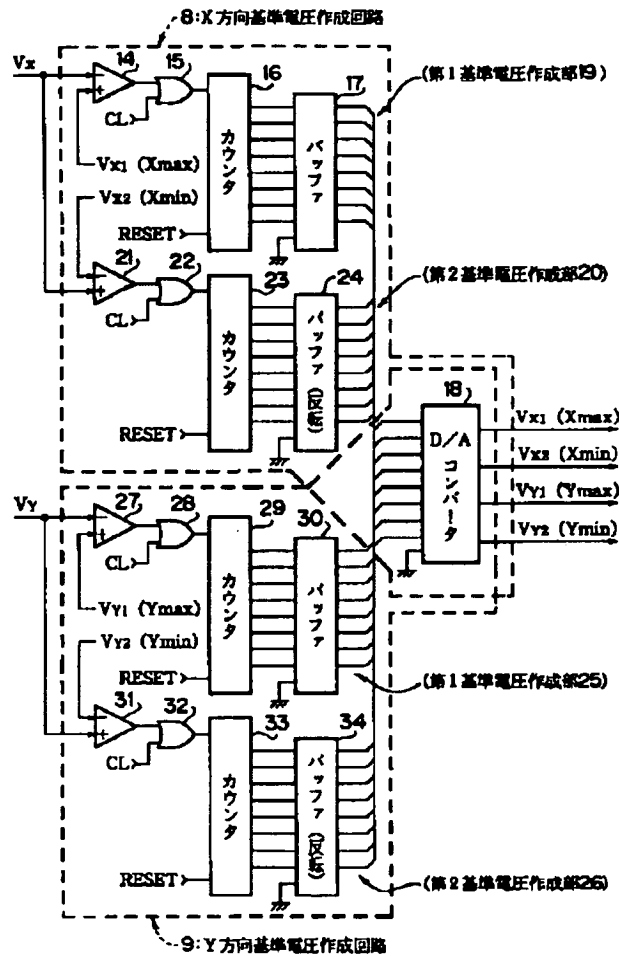 8:X方向基準電圧作成回路
Vx
14
15
16
17
(第1基準電圧作成部19)
CL
カウンタ
バッファ
Vx1 (Xmax)
Vx2 (Xmin)
RESET
21
22
23
24
(第2基準電圧作成部20)
CL
カウンタ
バッファ
RESET
18
D/Aコンバータ
Vx1 (Xmax)
Vx2 (Xmin)
VY1 (Ymax)
VY2 (Ymin)
VY
27
28
29
30
CL
カウンタ
バッファ
VY1 (Ymax)
VY2 (Ymin)
RESET
(第1基準電圧作成部25)
31
32
33
34
CL
カウンタ
バッファ
RESET
(第2基準電圧作成部26)
9:Y方向基準電圧作成回路